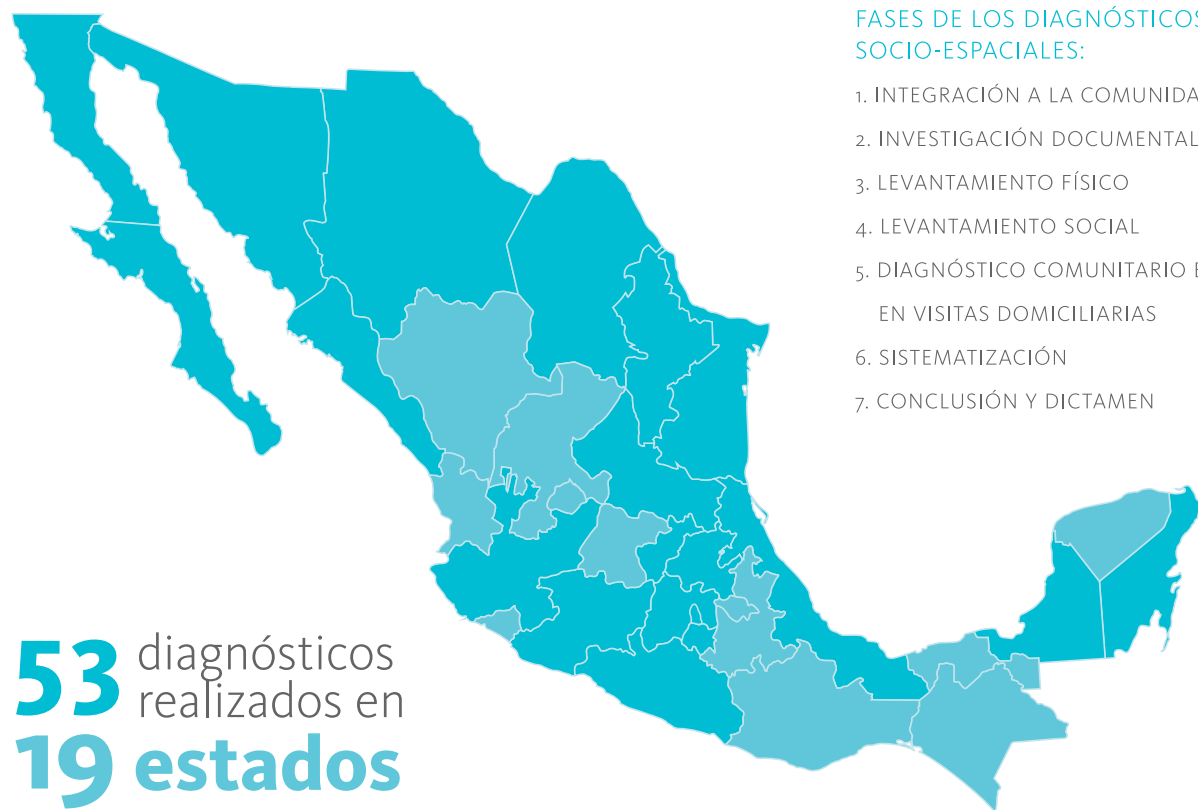 FASES DE LOS DIAGNÓSTICOS
SOCIO-ESPACIALES:
1. INTEGRACIÓN A LA COMUNIDA
2. INVESTIGACIÓN DOCUMENTAL
3. LEVANTAMIENTO FÍSICO
4. LEVANTAMIENTO SOCIAL
5. DIAGNÓSTICO COMUNITARIO
EN VISITAS DOMICILIARIAS
6. SISTEMATIZACIÓN
7. CONCLUSIÓN Y DICTAMEN
53 diagnósticos
realizados en
19 estados